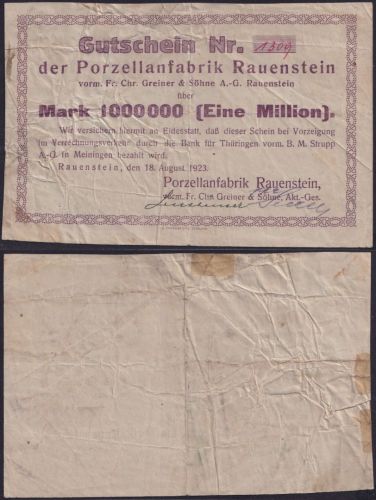 Gutschein Nr. 1309
der Porzellanfabrik Rauenstein
vorm. Fr. Chr. Greiner & Söhne A.-G. Rauenstein
über
Mark 1000000 (Eine Million).
Wir versichern hiermit an Eidesstatt, daß dieser Schein bei Vorzeigung
im Verrechnungsverkehr durch die Bank für Thüringen vorm. B. M. Strupp
A.-G. in Meiningen bezahlt wird.
Rauenstein, den 18. August 1923.
Porzellanfabrik Rauenstein,
vorm. Fr. Chr. Greiner & Söhne, Akt.-Ges.